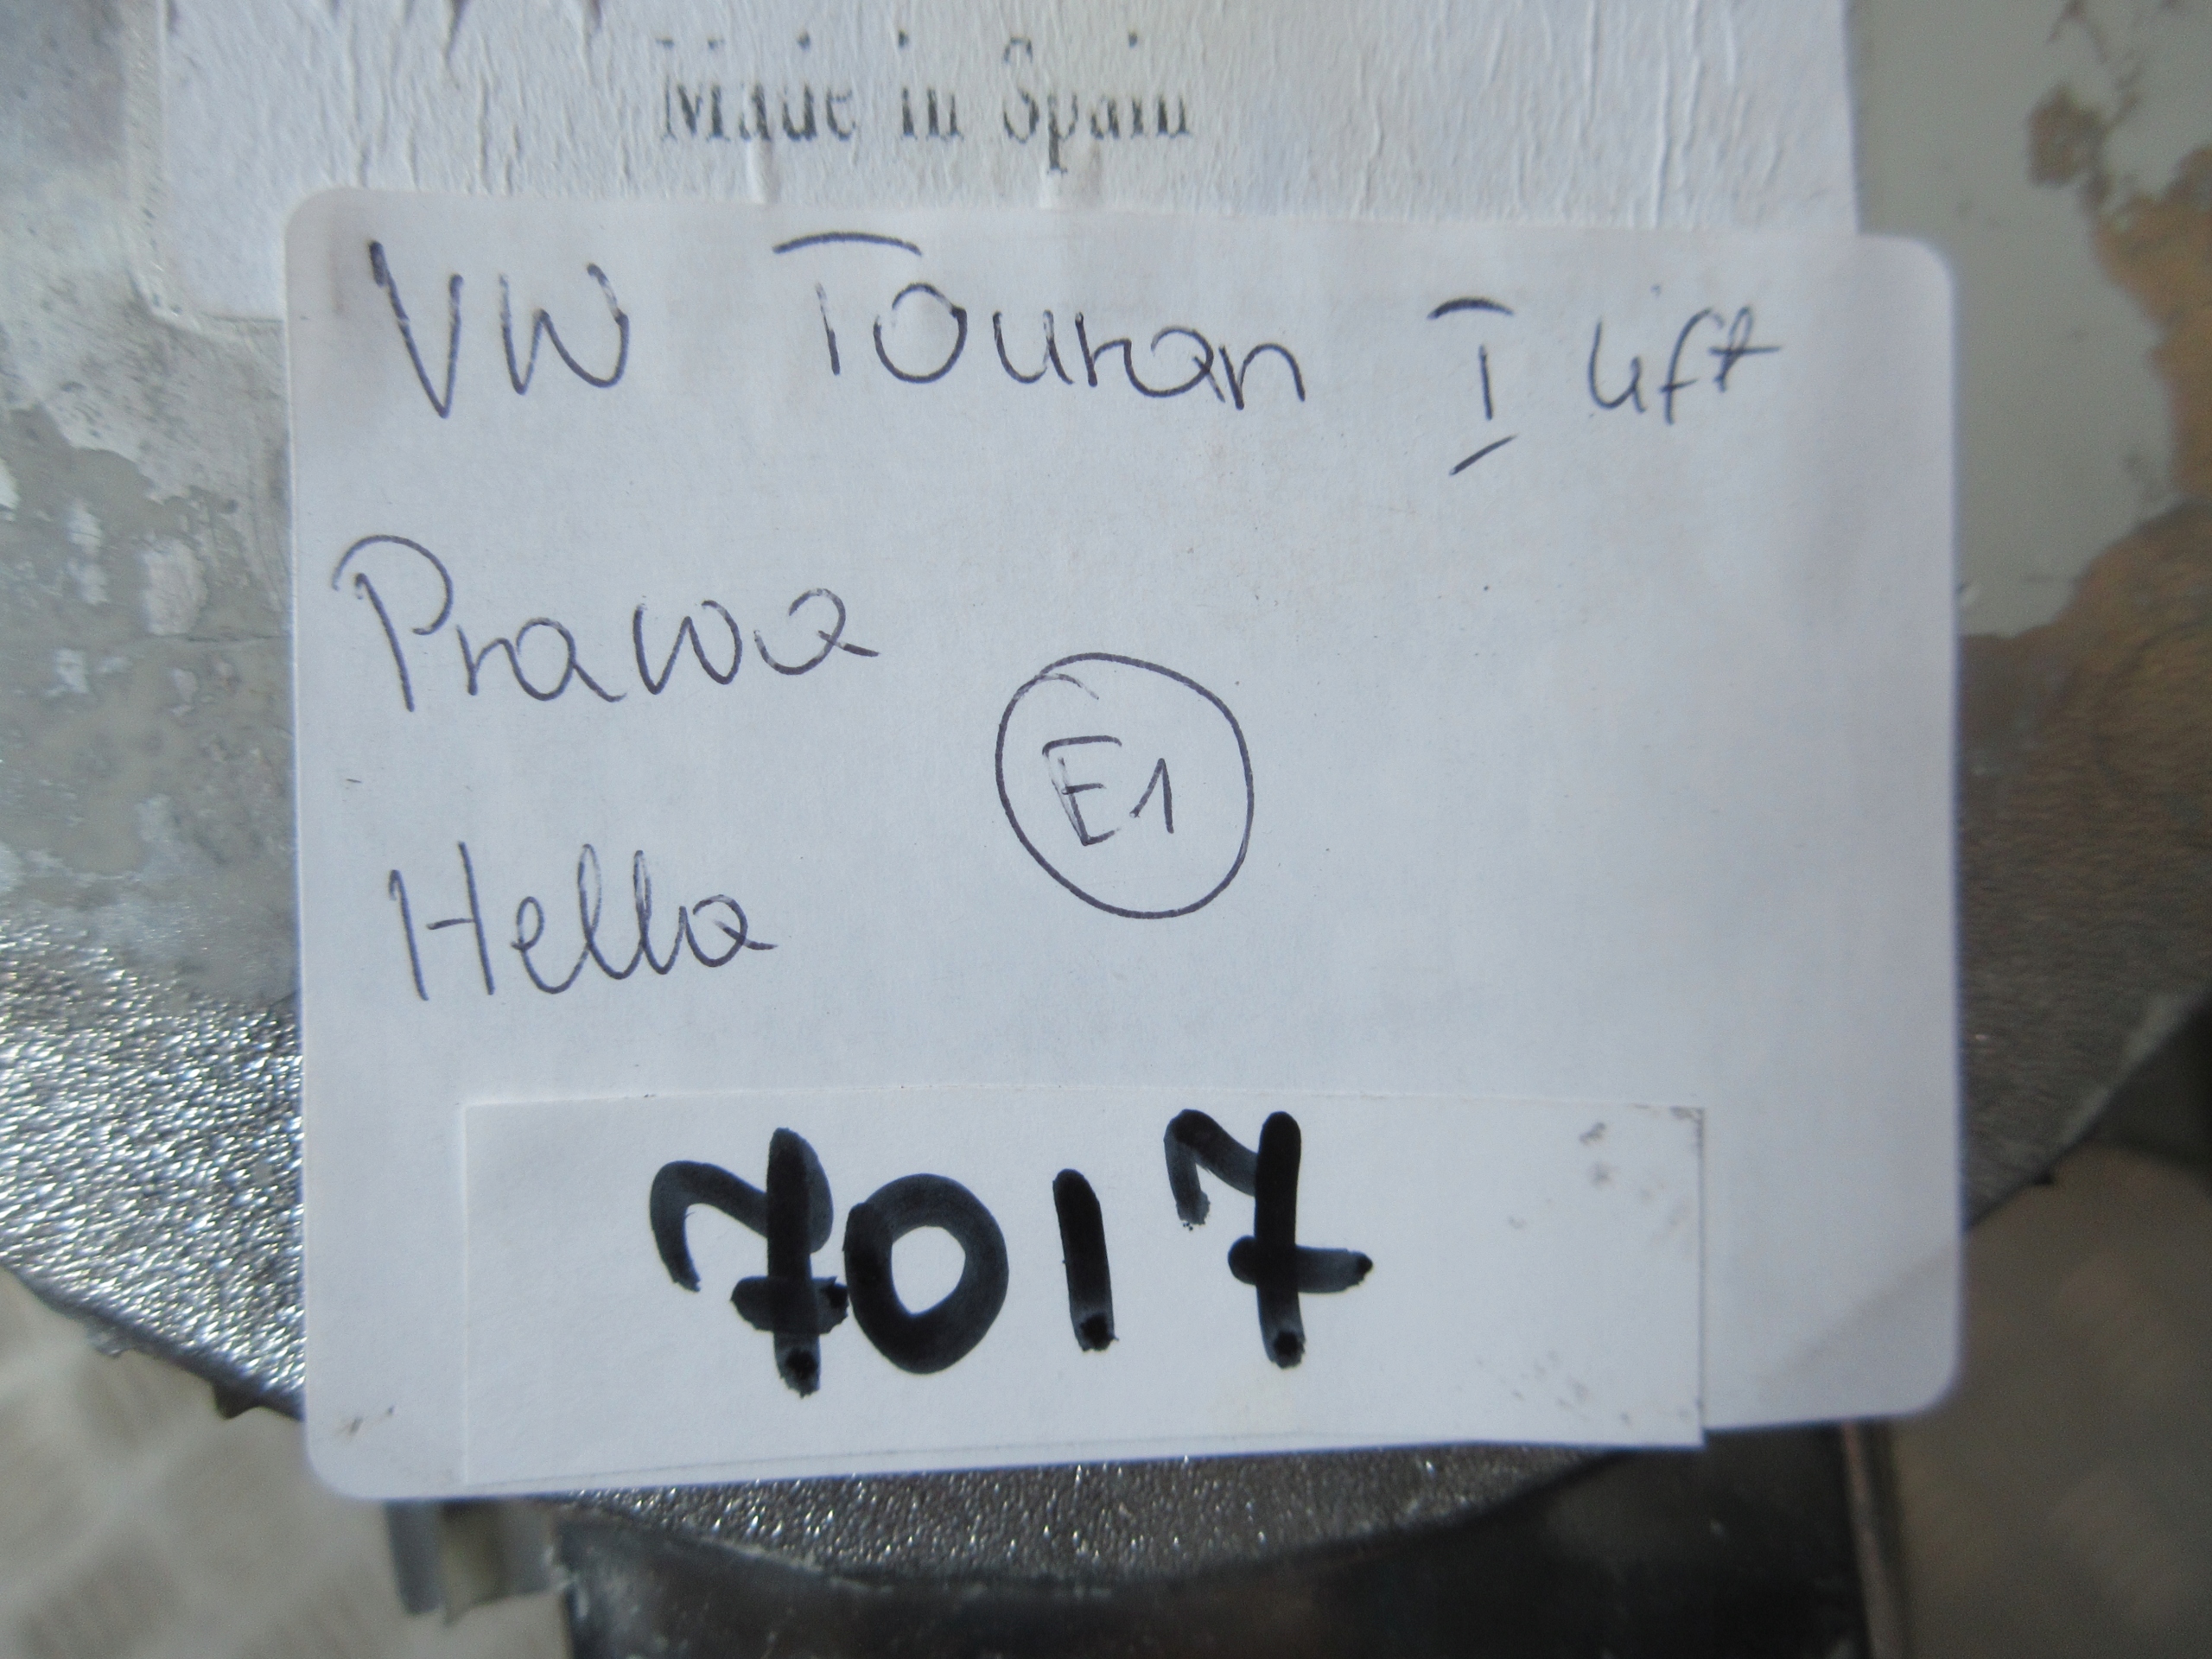 Made in Spain
VW Touran I lift
Prawa
E1
Hella
7017